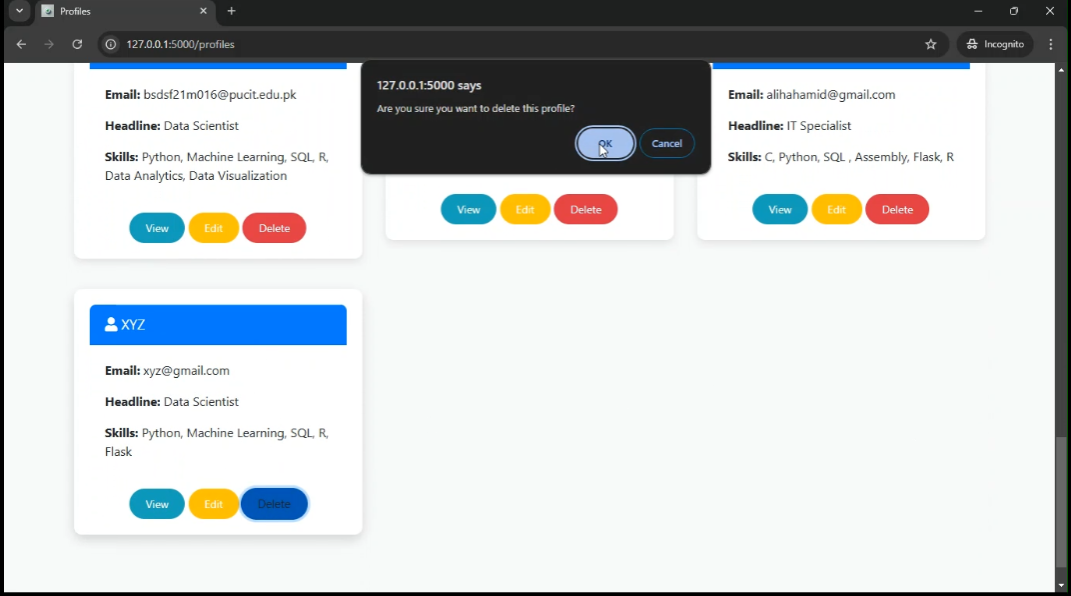 Profiles
127.0.0.1:5000/profiles
Incognito
127.0.0.1:5000 says
Are you sure you want to delete this profile?
OK
Cancel
Email: bsdsf21m016@pucit.edu.pk
Headline: Data Scientist
Skills: Python, Machine Learning, SQL, R,
Data Analytics, Data Visualization
View
Edit
Delete
View
Edit
Delete
Email: alihahamid@gmail.com
Headline: IT Specialist
Skills: C, Python, SQL , Assembly, Flask, R
View
Edit
Delete
XYZ
Email: xyz@gmail.com
Headline: Data Scientist
Skills: Python, Machine Learning, SQL, R,
Flask
View
Edit
Delete